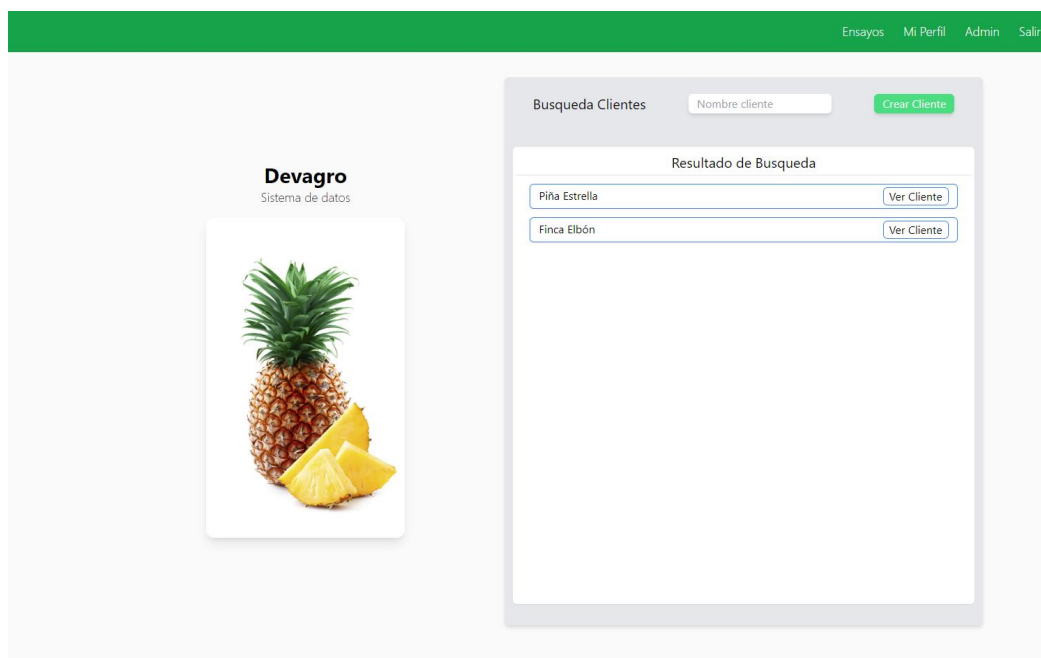 Ensayos Mi Perfil Admin Salir
Busqueda Clientes Nombre cliente Crear Cliente
Devagro
Sistema de datos
Resultado de Busqueda
Piña Estrella Ver Cliente
Finca Elbón Ver Cliente